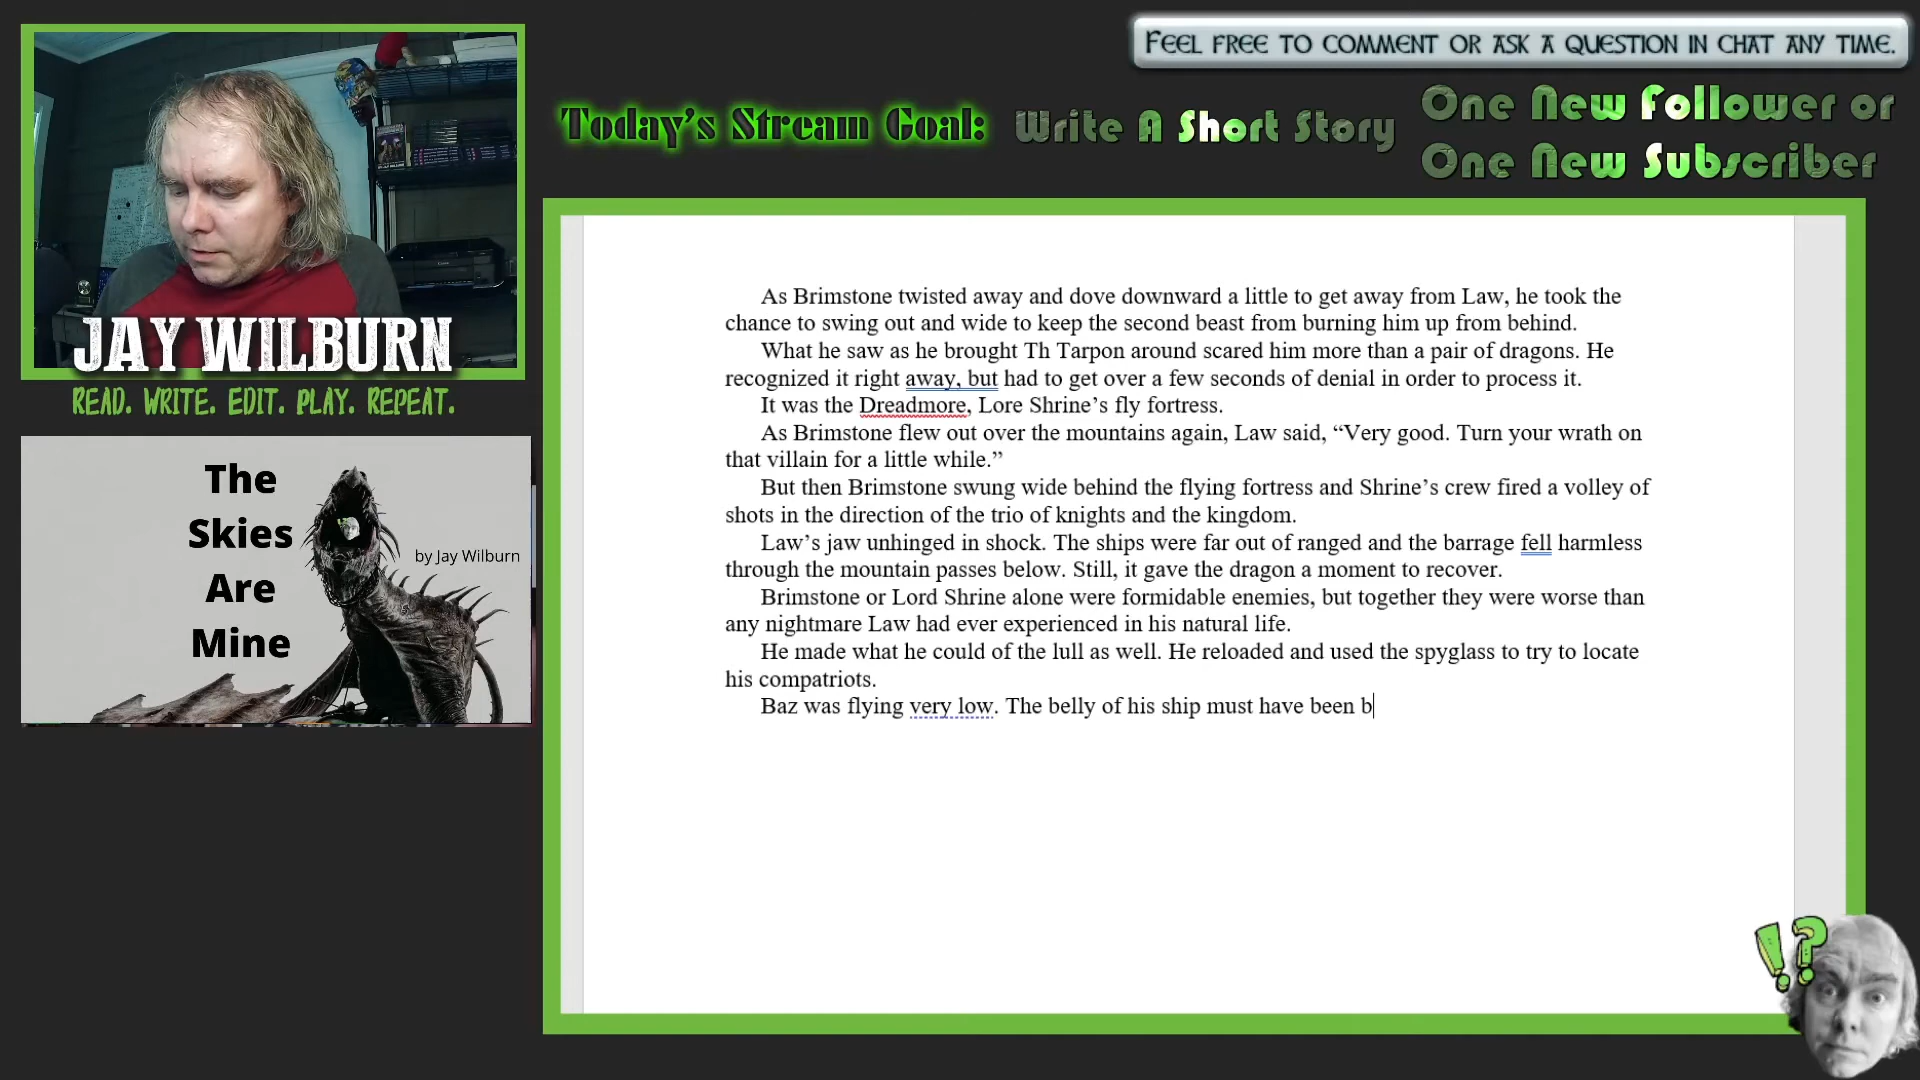 FEEL FREE TO COMMENT OR ASK A QUESTION IN CHAT ANY TIME.
Today's Stream Goal:
Write A Short Story
One New Follower or
One New Subscriber
JAY WILBURN
READ. WRITE. EDIT. PLAY. REPEAT.
The
Skies
Are
Mine
by Jay Wilburn
As Brimstone twisted away and dove downward a little to get away from Law, he took the
chance to swing out and wide to keep the second beast from burning him up from behind.
What he saw as he brought Th Tarpon around scared him more than a pair of dragons. He
recognized it right away, but had to get over a few seconds of denial in order to process it.
It was the Dreadmore, Lore Shrine’s fly fortress.
As Brimstone flew out over the mountains again, Law said, “Very good. Turn your wrath on
that villain for a little while.”
But then Brimstone swung wide behind the flying fortress and Shrine’s crew fired a volley of
shots in the direction of the trio of knights and the kingdom.
Law’s jaw unhinged in shock. The ships were far out of ranged and the barrage fell harmless
through the mountain passes below. Still, it gave the dragon a moment to recover.
Brimstone or Lord Shrine alone were formidable enemies, but together they were worse than
any nightmare Law had ever experienced in his natural life.
He made what he could of the lull as well. He reloaded and used the spyglass to try to locate
his compatriots.
Baz was flying very low. The belly of his ship must have been b
!?